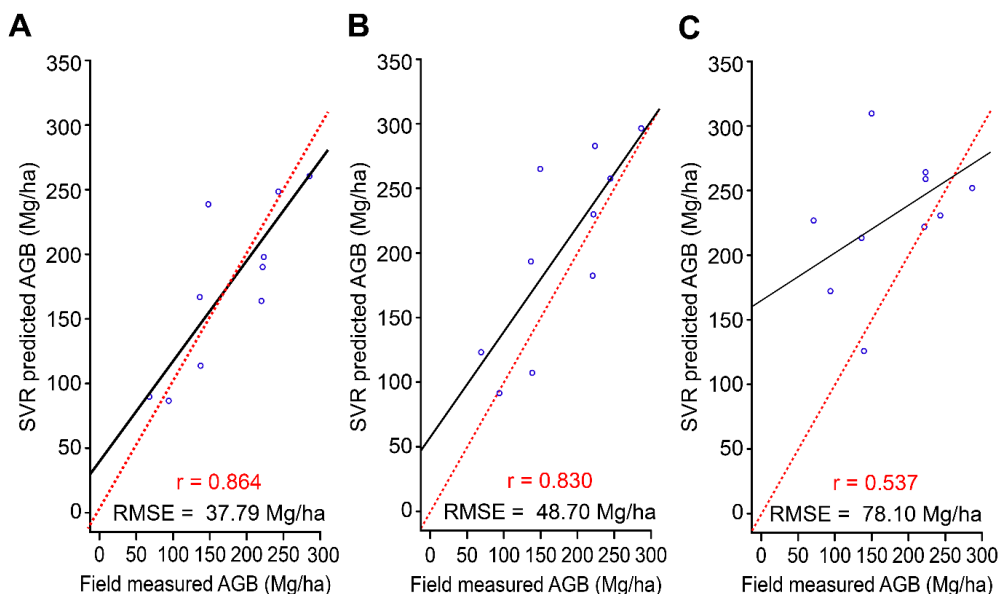 A
SVR predicted AGB (Mg/ha)
350
300
250
200
150
100
50
0
r = 0.864
RMSE = 37.79 Mg/ha
0 50 100 150 200 250 300
Field measured AGB (Mg/ha)
B
SVR predicted AGB (Mg/ha)
350
300
250
200
150
100
50
0
r = 0.830
RMSE = 48.70 Mg/ha
0 50 100 150 200 250 300
Field measured AGB (Mg/ha)
C
SVR predicted AGB (Mg/ha)
350
300
250
200
150
100
50
0
r = 0.537
RMSE = 78.10 Mg/ha
0 50 100 150 200 250 300
Field measured AGB (Mg/ha)